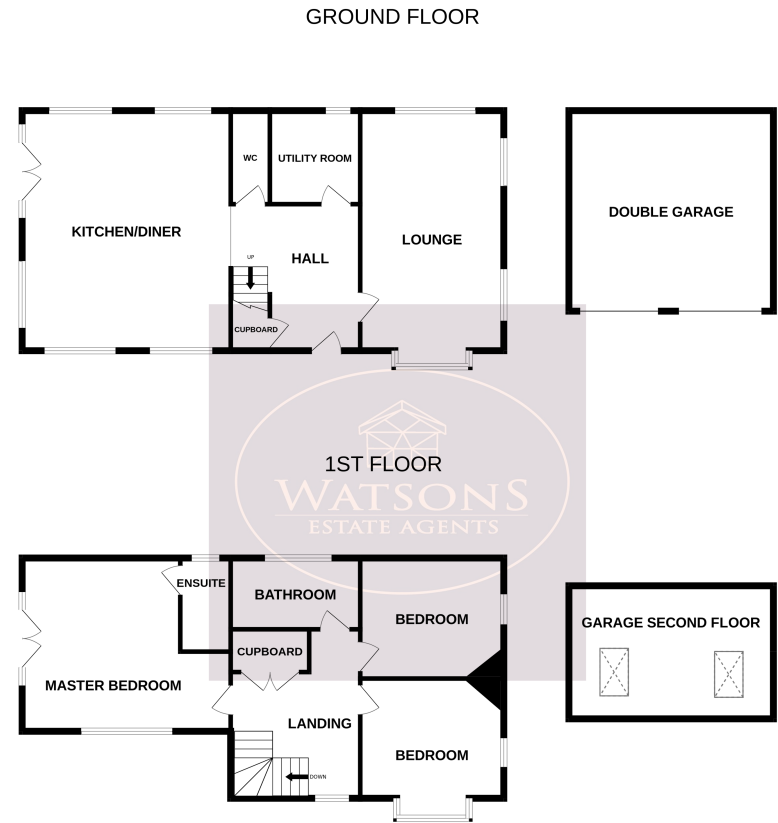 GROUND FLOOR
WC
UTILITY ROOM
DOUBLE GARAGE
KITCHEN/DINER
LOUNGE
UP
HALL
CUPBOARD
1ST FLOOR
WATSONS
ESTATE AGENTS
ENSUITE
BATHROOM
BEDROOM
GARAGE SECOND FLOOR
CUPBOARD
MASTER BEDROOM
LANDING
BEDROOM
DOWN